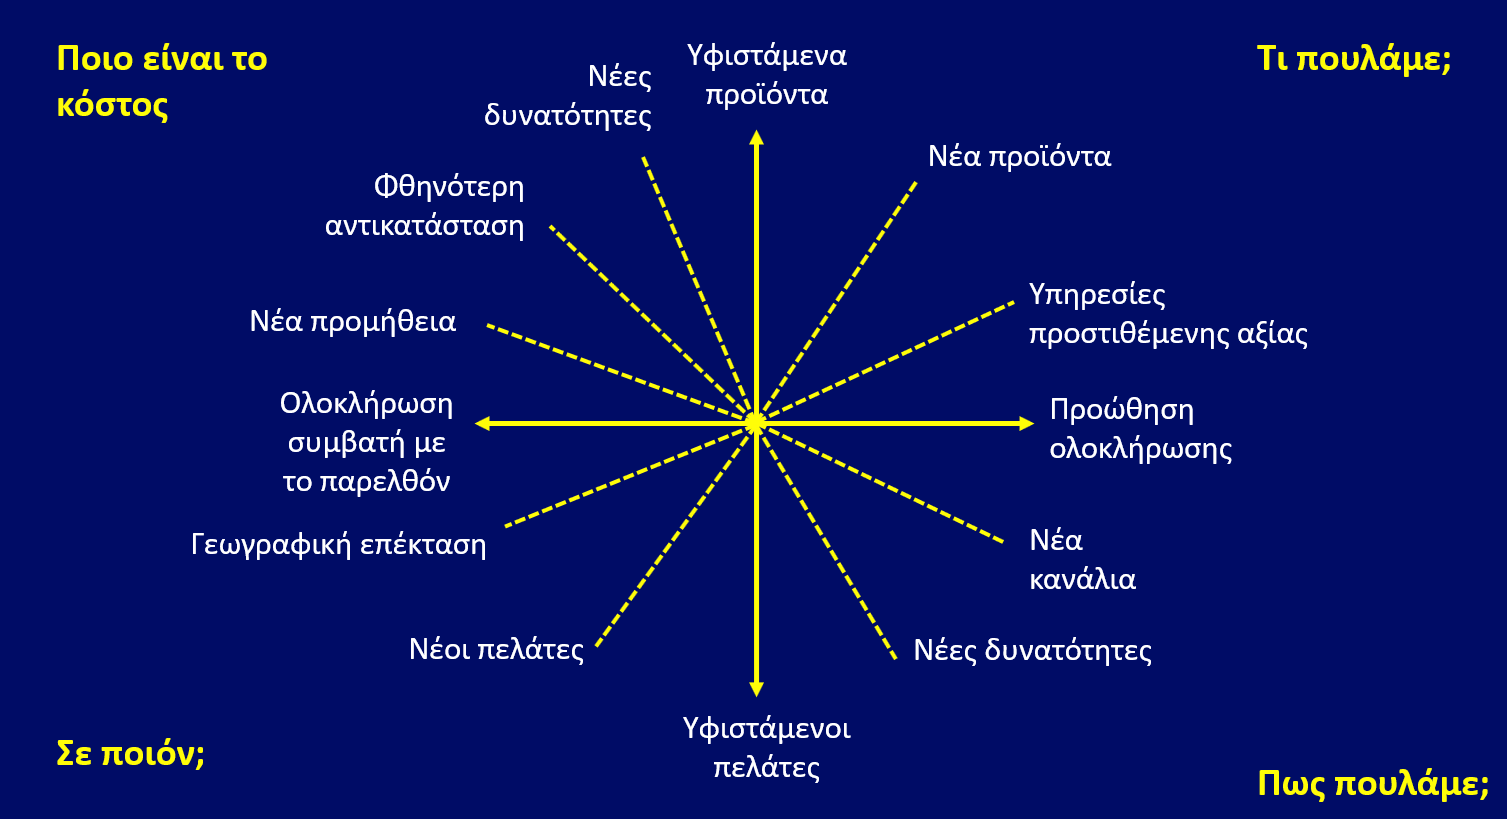 Ποιο είναι το
κόστος
Τι πουλάμε;
Υφιστάμενα
προϊόντα
Νέες
δυνατότητες
Νέα προϊόντα
Φθηνότερη
αντικατάσταση
Υπηρεσίες
προστιθέμενης αξίας
Νέα προμήθεια
Ολοκλήρωση
συμβατή με
το παρελθόν
Προώθηση
ολοκλήρωσης
Γεωγραφική επέκταση
Νέα
κανάλια
Νέοι πελάτες
Νέες δυνατότητες
Υφιστάμενοι
πελάτες
Σε ποιόν;
Πως πουλάμε;